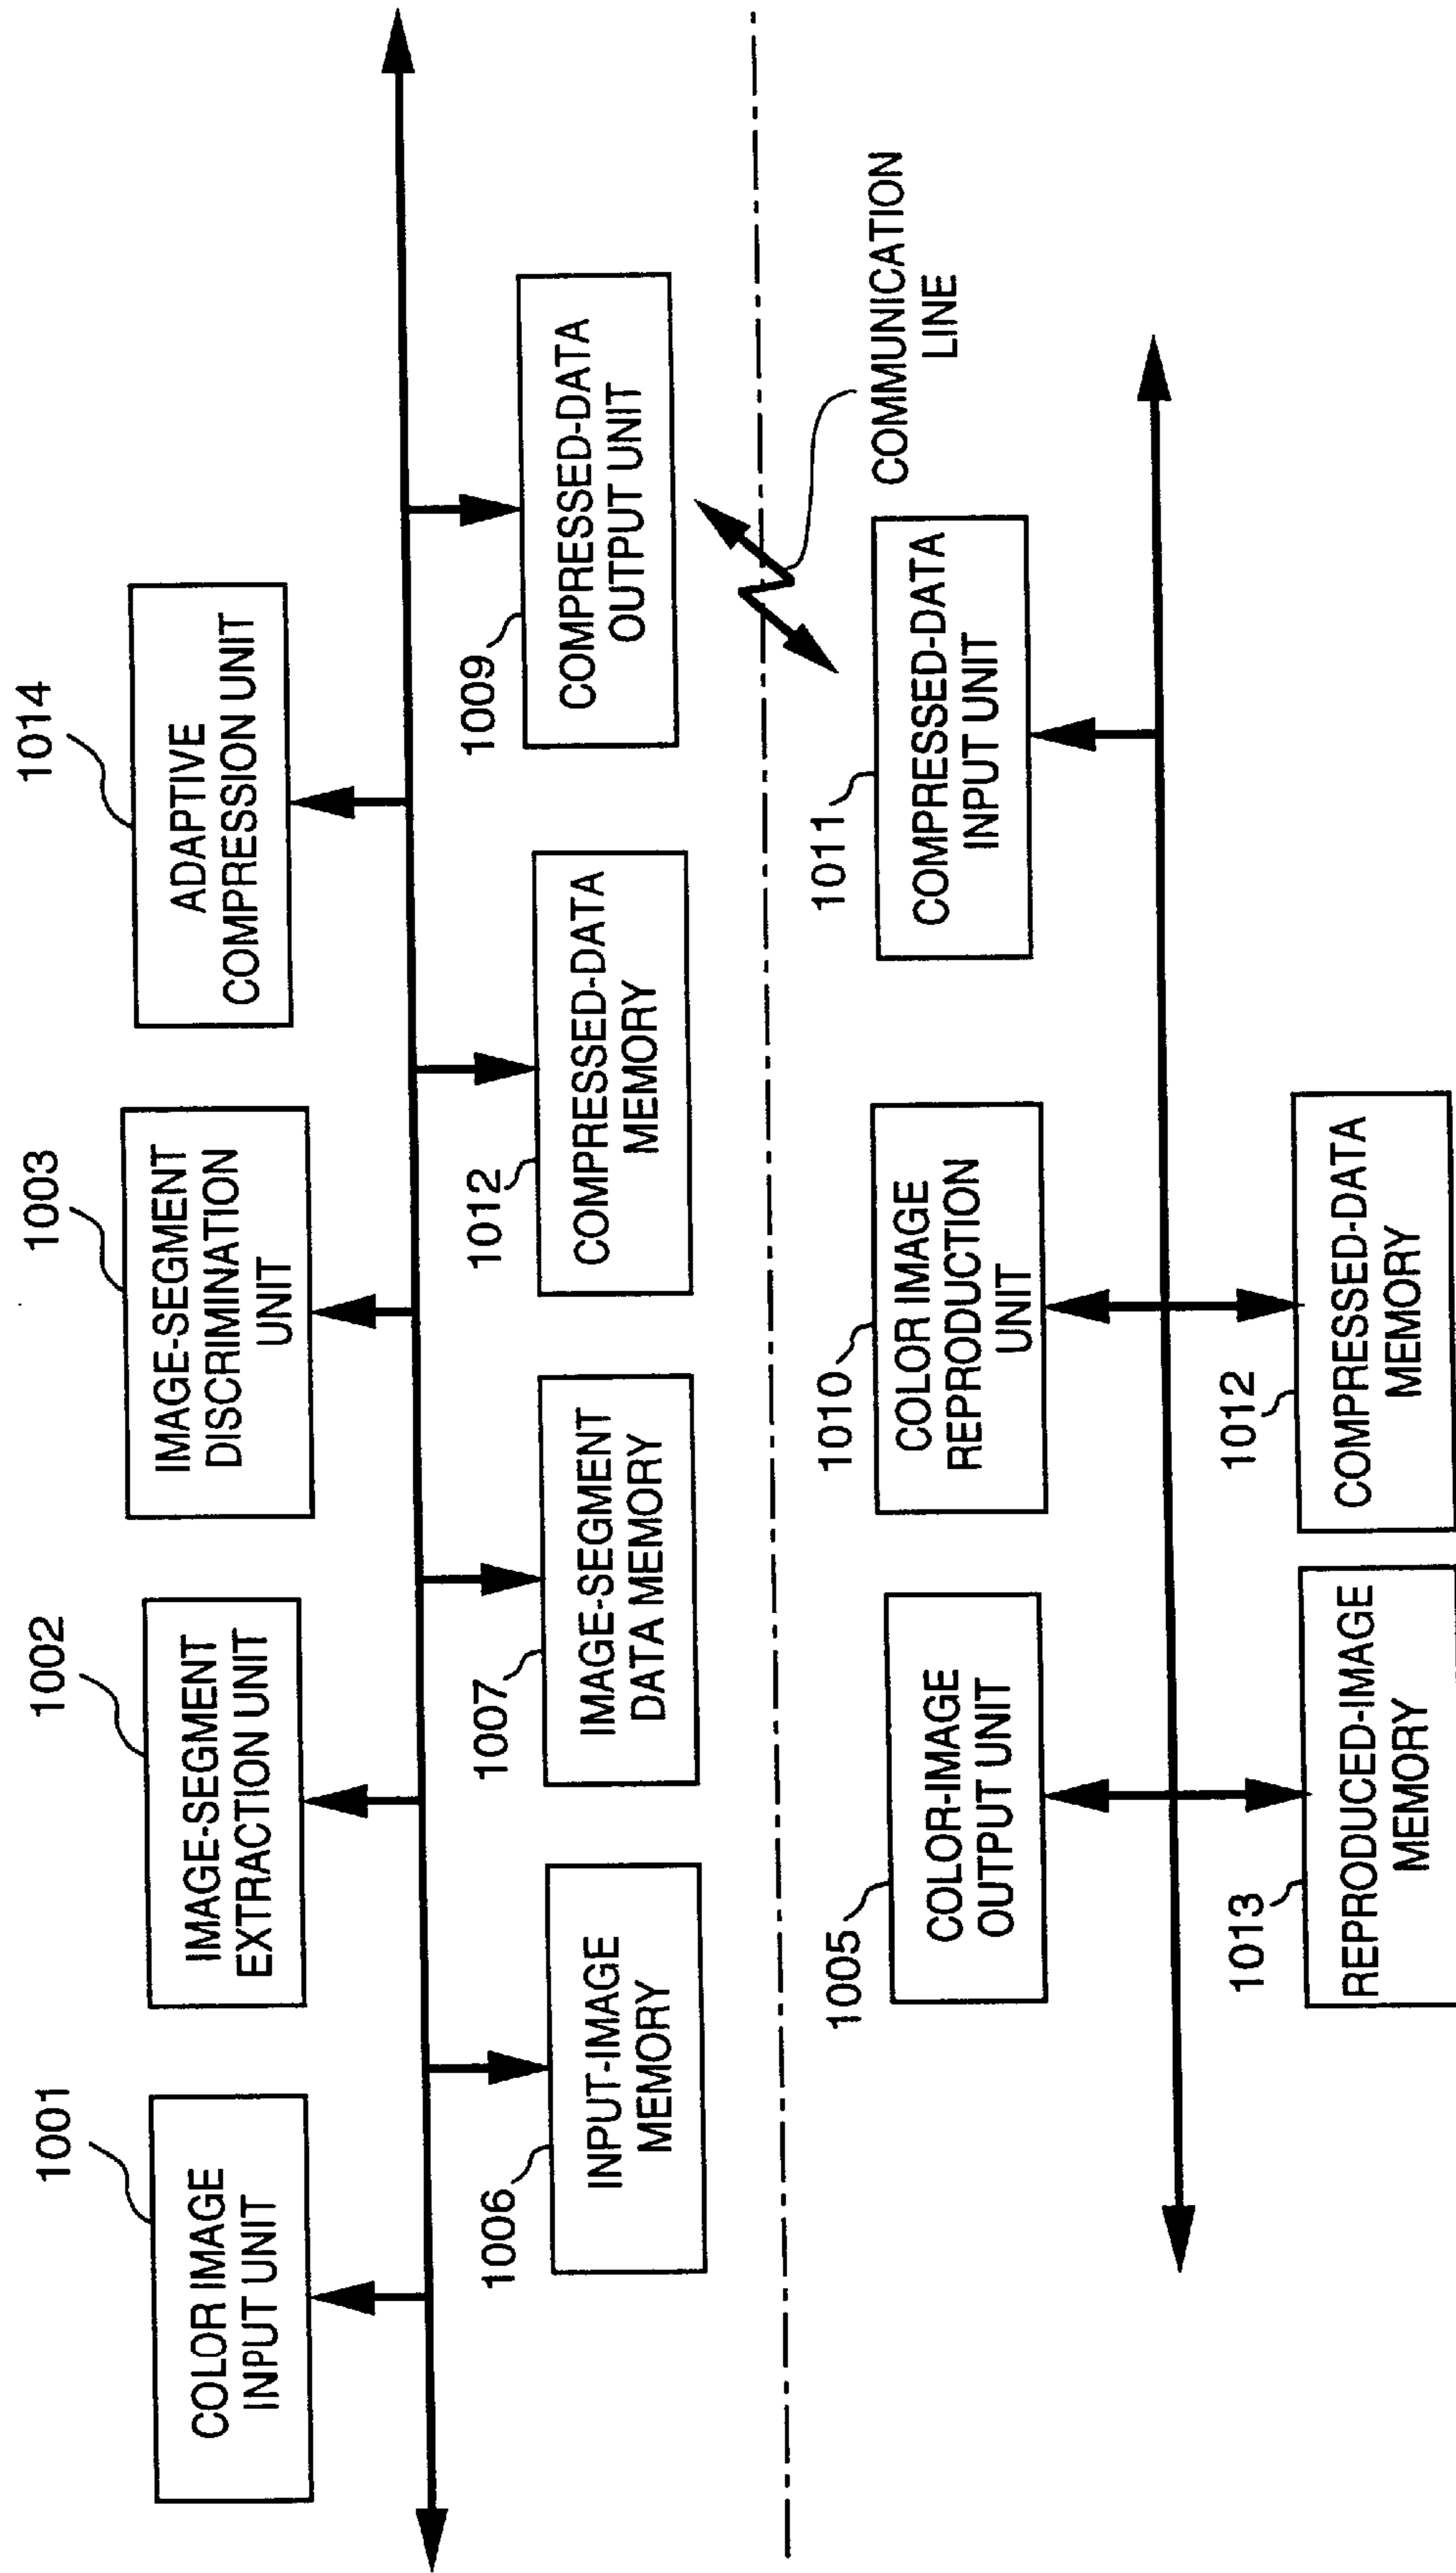 1001
COLOR IMAGE
INPUT UNIT
1002
IMAGE-SEGMENT
EXTRACTION UNIT
1003
IMAGE-SEGMENT
DISCRIMINATION
UNIT
1014
ADAPTIVE
COMPRESSION UNIT
1006
INPUT-IMAGE
MEMORY
1007
IMAGE-SEGMENT
DATA MEMORY
1012
COMPRESSED-DATA
MEMORY
1009
COMPRESSED-DATA
OUTPUT UNIT
COMMUNICATION
LINE
1005
COLOR-IMAGE
OUTPUT UNIT
1010
COLOR IMAGE
REPRODUCTION
UNIT
1011
COMPRESSED-DATA
INPUT UNIT
1013
REPRODUCED-IMAGE
MEMORY
1012
COMPRESSED-DATA
MEMORY